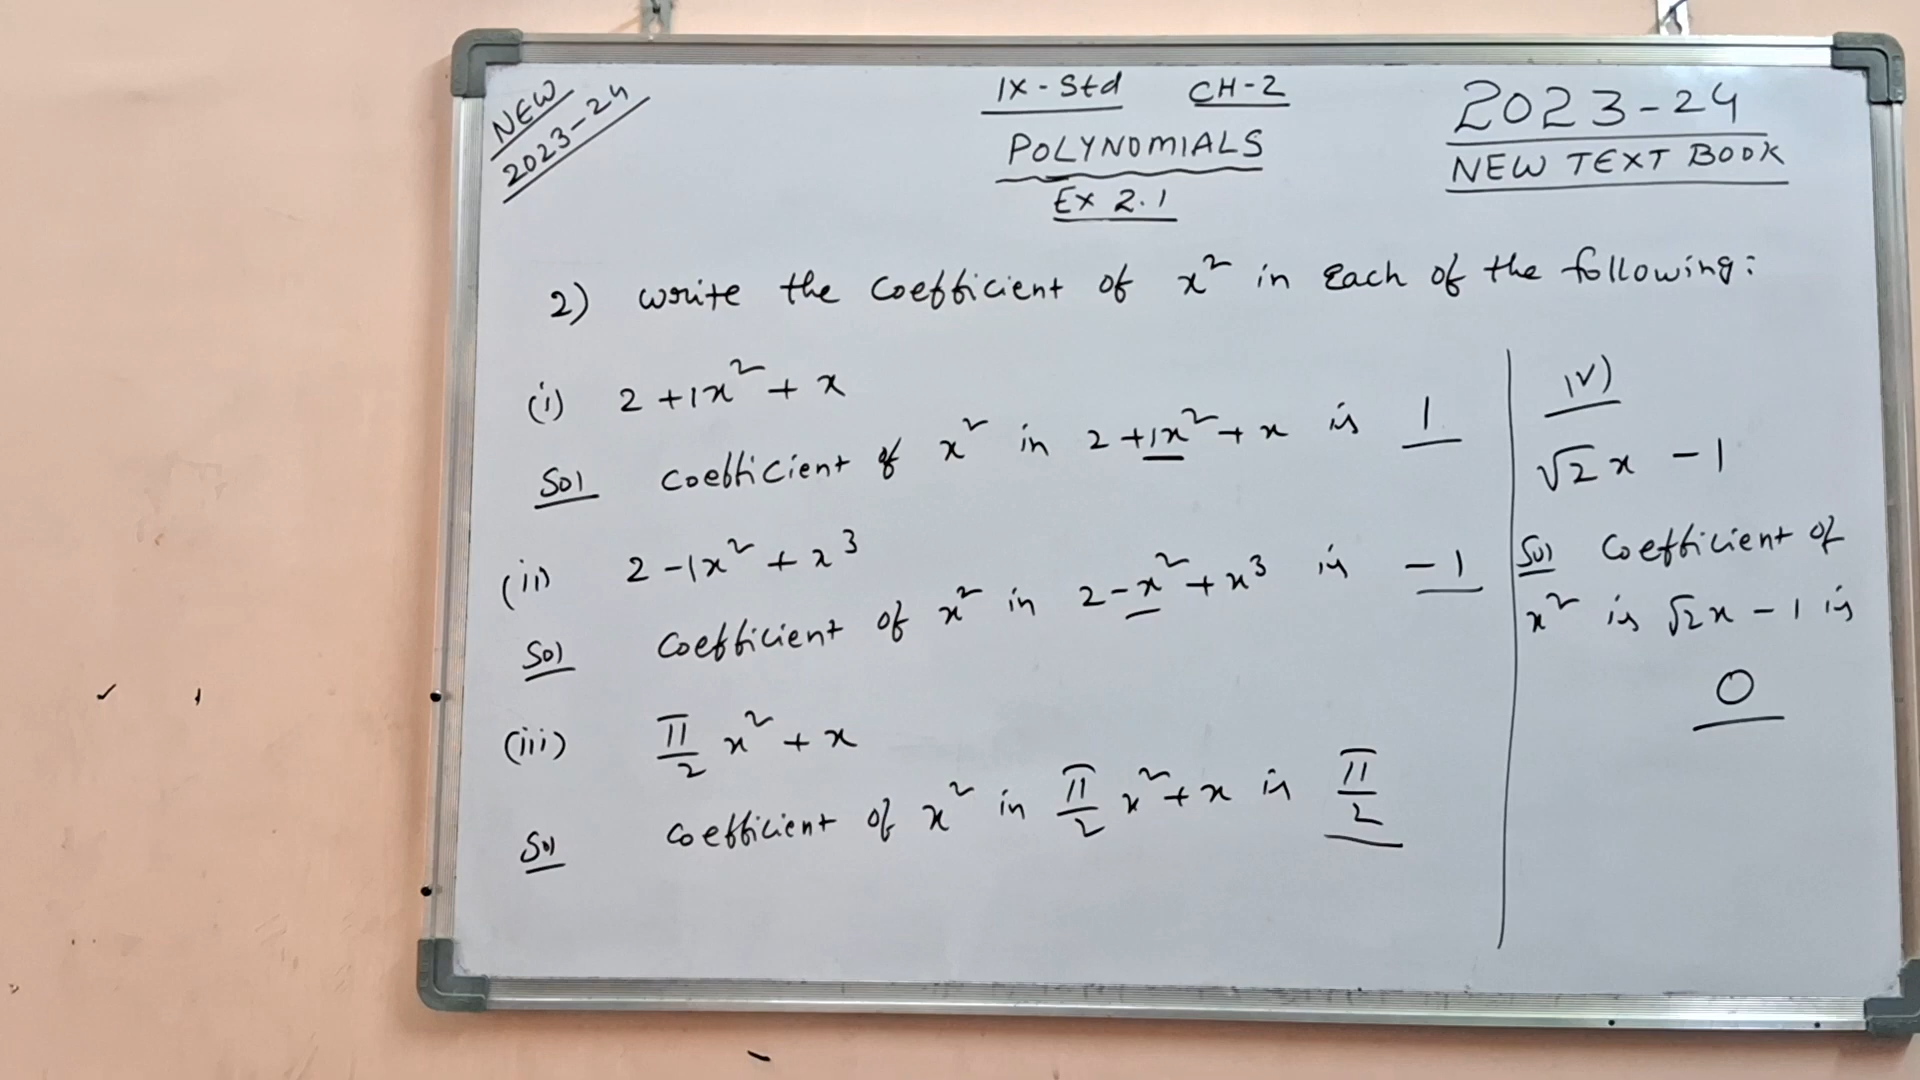 NEW
2023-24
IX-Std CH-2
POLYNOMIALS
Ex 2.1
2023-24
NEW TEXT BOOK
2) write the coefficient of x² in Each of the following:
(i) 2 + 1x² + x
Sol coefficient of x² in 2 + 1x² + x is 1
(ii) 2 - 1x² + x³
Sol coefficient of x² in 2 - x² + x³ is -1
(iii) π/2 x² + x
Sol coefficient of x² in π/2 x² + x is π/2
iv)
√2x - 1
Sol coefficient of
x² is √2x - 1 is
0